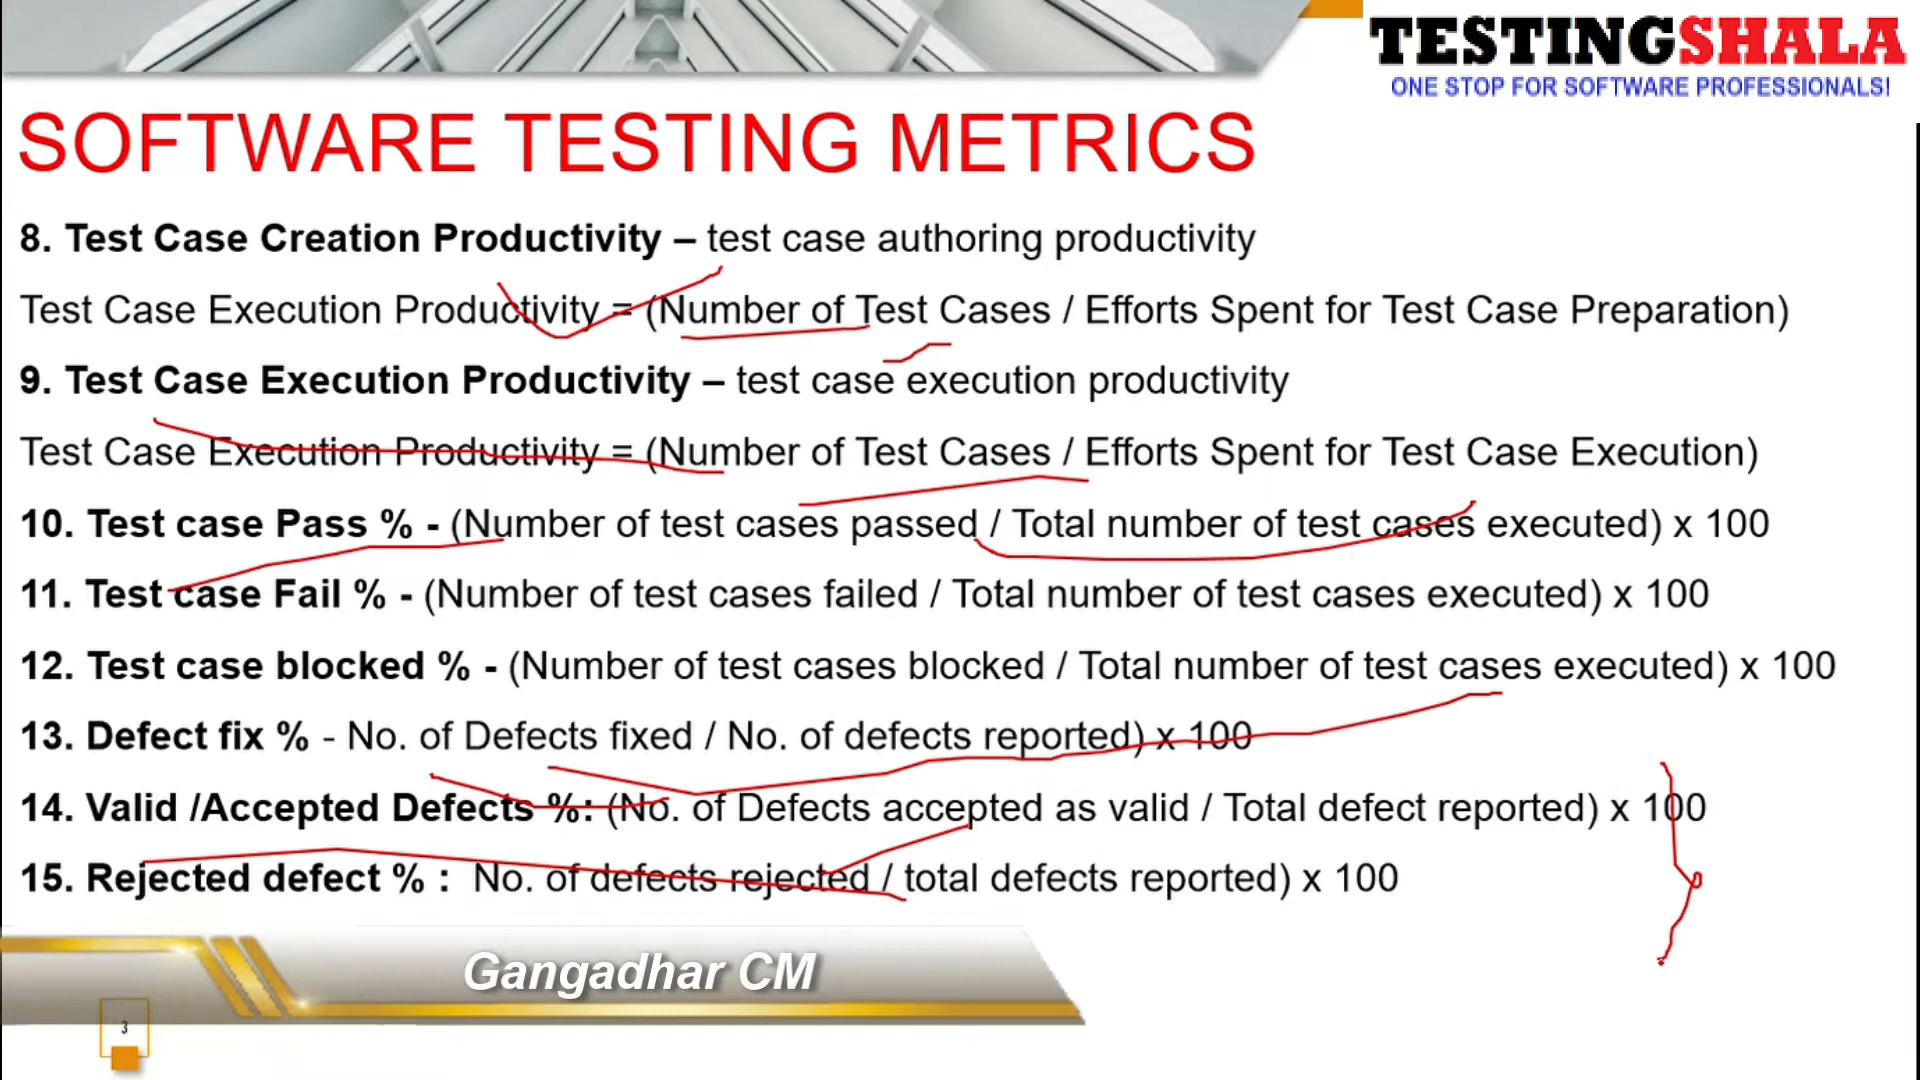 TESTINGSHALA
ONE STOP FOR SOFTWARE PROFESSIONALS!
SOFTWARE TESTING METRICS
8. Test Case Creation Productivity – test case authoring productivity
Test Case Execution Productivity = (Number of Test Cases / Efforts Spent for Test Case Preparation)
9. Test Case Execution Productivity – test case execution productivity
Test Case Execution Productivity = (Number of Test Cases / Efforts Spent for Test Case Execution)
10. Test case Pass % - (Number of test cases passed / Total number of test cases executed) x 100
11. Test case Fail % - (Number of test cases failed / Total number of test cases executed) x 100
12. Test case blocked % - (Number of test cases blocked / Total number of test cases executed) x 100
13. Defect fix % - No. of Defects fixed / No. of defects reported) x 100
14. Valid /Accepted Defects %: (No. of Defects accepted as valid / Total defect reported) x 100
15. Rejected defect % : No. of defects rejected / total defects reported) x 100
Gangadhar CM
3